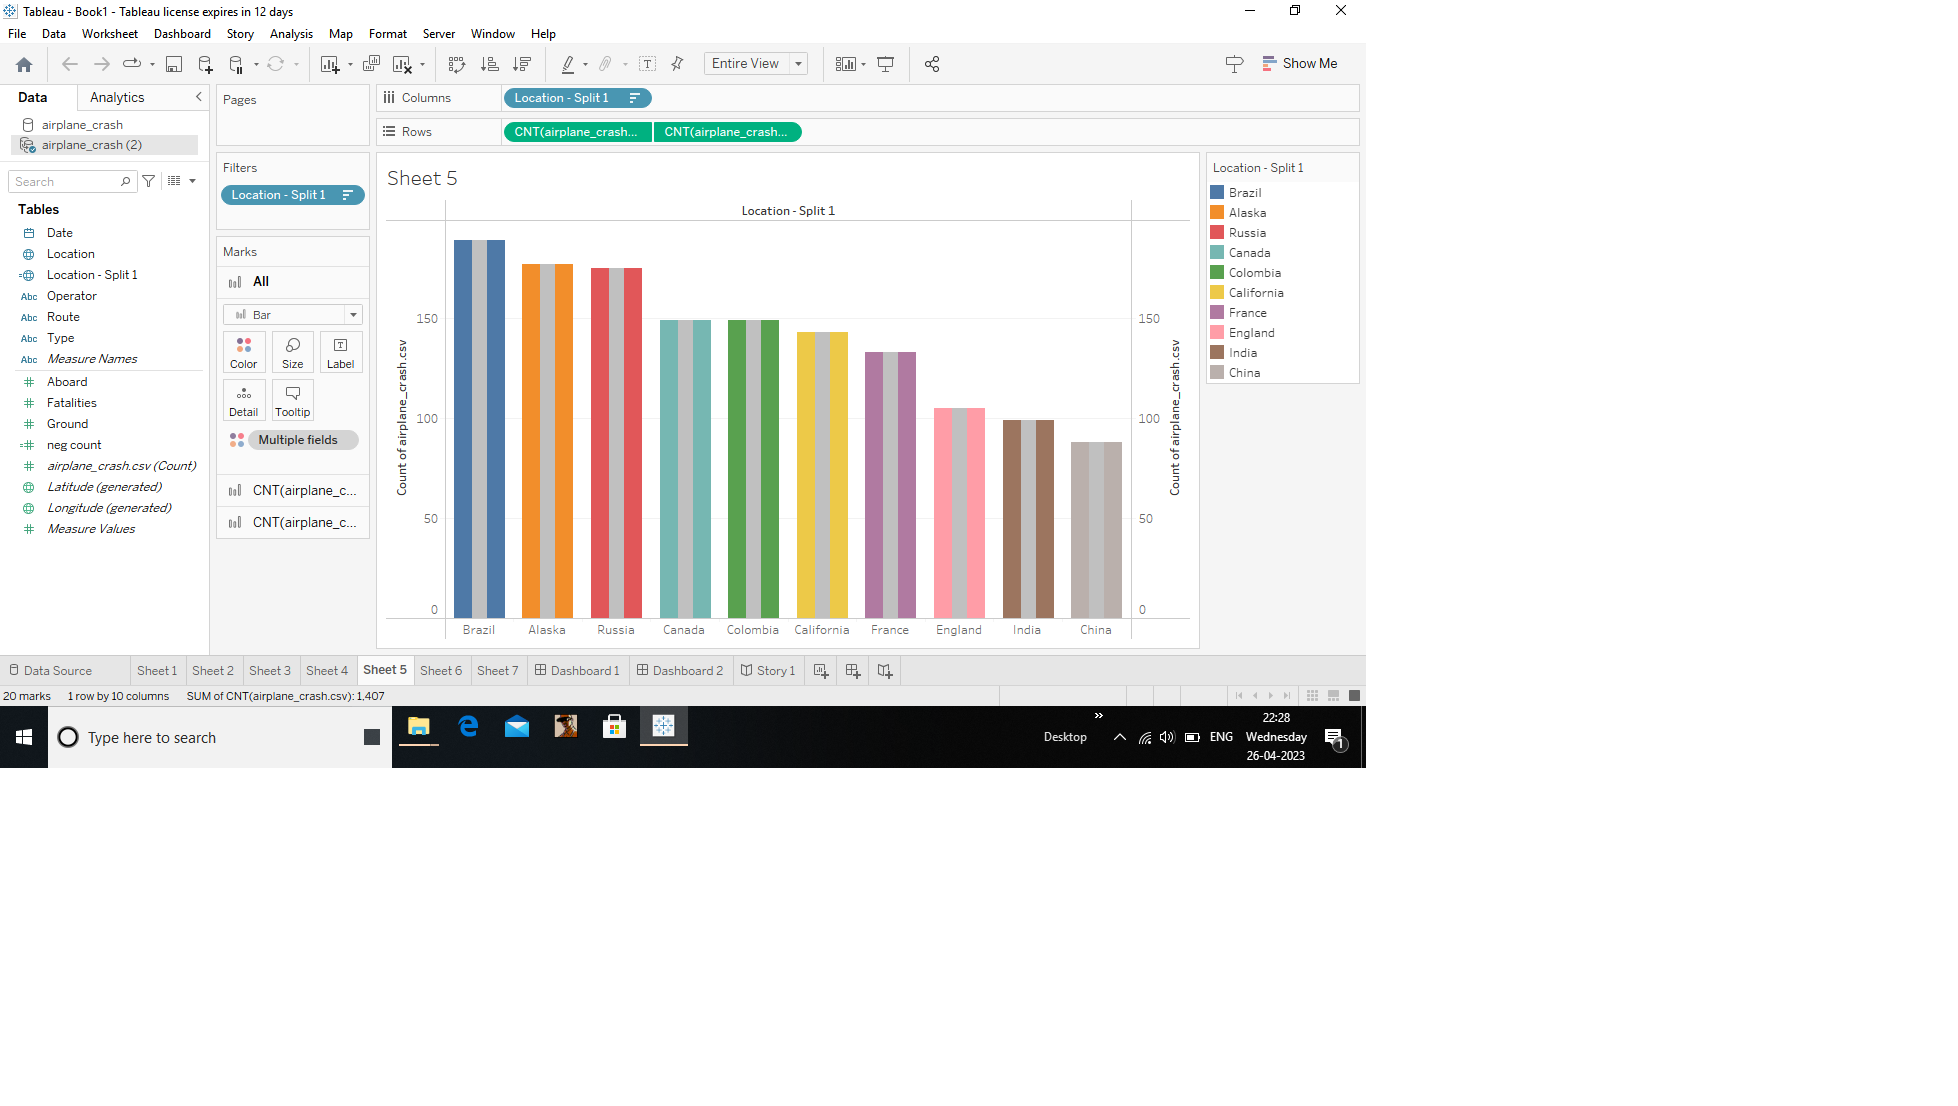 Tableau - Book1 - Tableau license expires in 12 days
File Data Worksheet Dashboard Story Analysis Map Format Server Window Help
Entire View
Show Me
Data Analytics
airplane_crash
airplane_crash (2)
Search
Tables
Date
Location
Location - Split 1
Abc Operator
Abc Route
Abc Type
Abc Measure Names
Aboard
Fatalities
Ground
neg count
airplane_crash.csv (Count)
Latitude (generated)
Longitude (generated)
Measure Values
Pages
Filters
Location - Split 1
Marks
All
Bar
Color Size Label
Detail Tooltip
Multiple fields
CNT(airplane_c...
CNT(airplane_c...
Columns Location - Split 1
Rows CNT(airplane_crash... CNT(airplane_crash...
Sheet 5
Location - Split 1
Count of airplane_crash.csv
150
100
50
0
150
100
50
0
Count of airplane_crash.csv
Brazil Alaska Russia Canada Colombia California France England India China
Location - Split 1
Brazil
Alaska
Russia
Canada
Colombia
California
France
England
India
China
Data Source Sheet 1 Sheet 2 Sheet 3 Sheet 4 Sheet 5 Sheet 6 Sheet 7 Dashboard 1 Dashboard 2 Story 1
20 marks 1 row by 10 columns SUM of CNT(airplane_crash.csv): 1,407
Type here to search
Desktop
ENG
22:28
Wednesday
26-04-2023
1